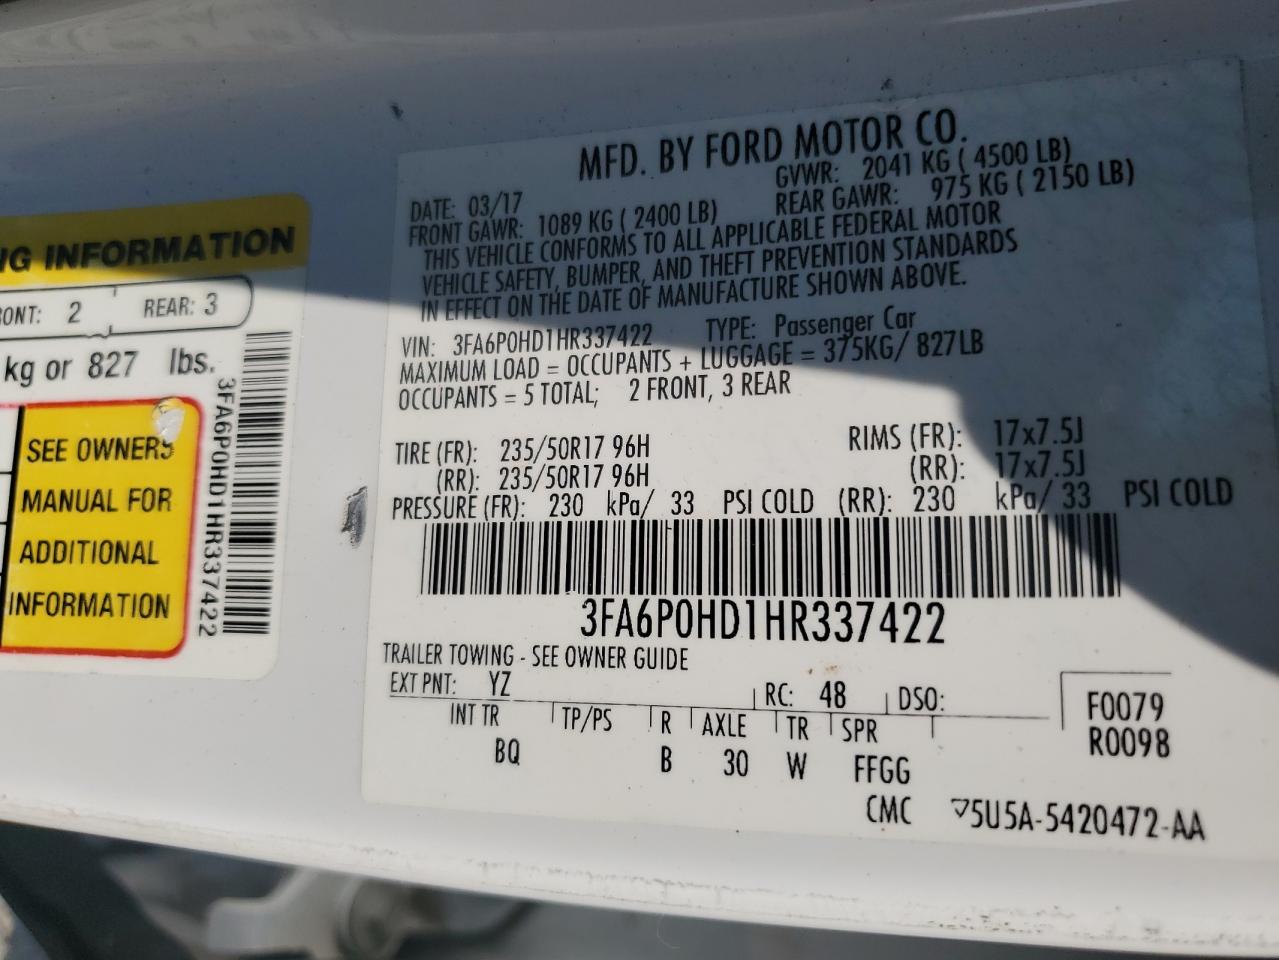 MFD. BY FORD MOTOR CO.
DATE: 03/17 GVWR: 2041 KG ( 4500 LB)
FRONT GAWR: 1089 KG ( 2400 LB) REAR GAWR: 975 KG ( 2150 LB)
THIS VEHICLE CONFORMS TO ALL APPLICABLE FEDERAL MOTOR
VEHICLE SAFETY, BUMPER, AND THEFT PREVENTION STANDARDS
IN EFFECT ON THE DATE OF MANUFACTURE SHOWN ABOVE.
VIN: 3FA6P0HD1HR337422 TYPE: Passenger Car
MAXIMUM LOAD = OCCUPANTS + LUGGAGE = 375KG/ 827LB
OCCUPANTS = 5 TOTAL; 2 FRONT, 3 REAR
TIRE (FR): 235/50R17 96H RIMS (FR): 17x7.5J
(RR): 235/50R17 96H (RR): 17x7.5J
PRESSURE (FR): 230 kPa/ 33 PSI COLD (RR): 230 kPa/ 33 PSI COLD
3FA6P0HD1HR337422
TRAILER TOWING - SEE OWNER GUIDE
EXT PNT: YZ RC: 48 DSO:
INT TR TP/PS R AXLE TR SPR
BQ B 30 W FFGG
F0079
R0098
CMC ▽5U5A-5420472-AA
NG INFORMATION
RONT: 2 REAR: 3
kg or 827 lbs.
SEE OWNERS
MANUAL FOR
ADDITIONAL
INFORMATION
3FA6P0HD1HR337422